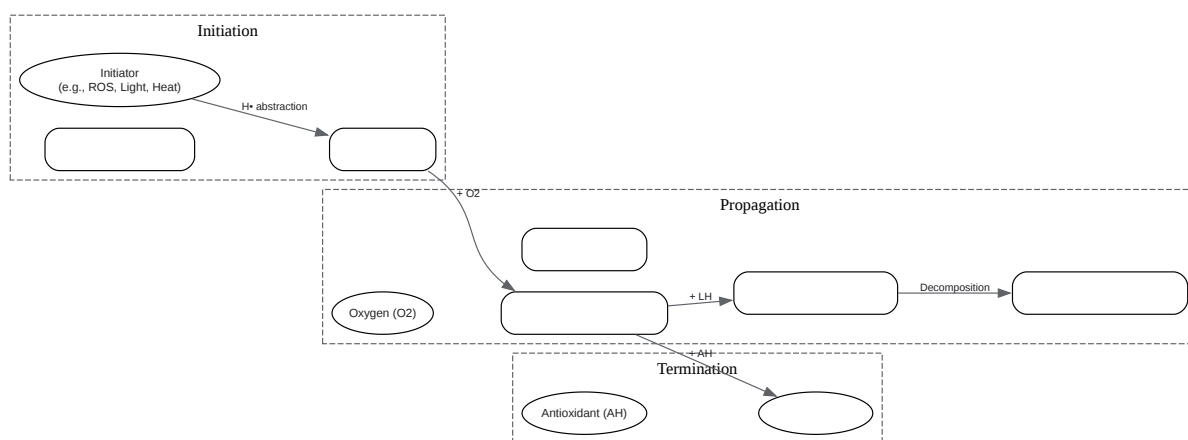 Initiation
Initiator
(e.g., ROS, Light, Heat)
H• abstraction
+ O2
Propagation
Oxygen (O2)
+ LH
Decomposition
+ AH
Termination
Antioxidant (AH)